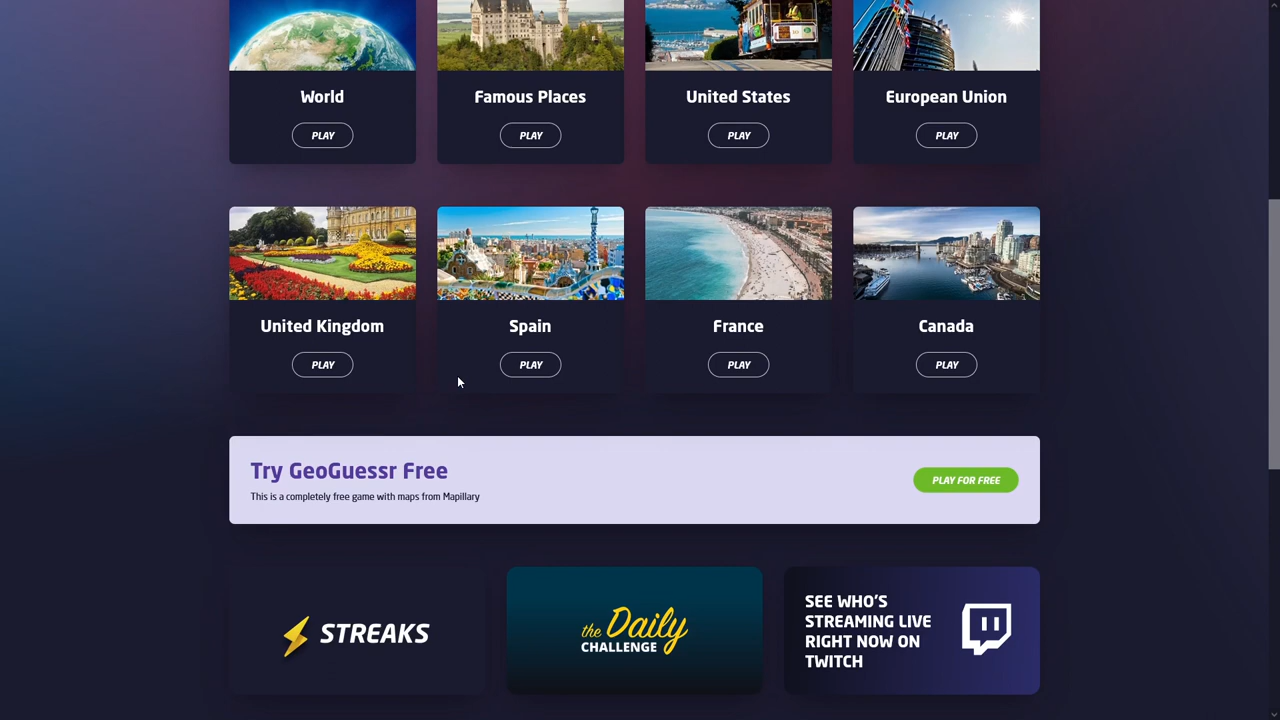 World
Famous Places
United States
European Union
PLAY
PLAY
PLAY
PLAY
United Kingdom
Spain
France
Canada
PLAY
PLAY
PLAY
PLAY
Try GeoGuessr Free
This is a completely free game with maps from Mapillary
PLAY FOR FREE
STREAKS
the Daily
CHALLENGE
SEE WHO'S
STREAMING LIVE
RIGHT NOW ON
TWITCH